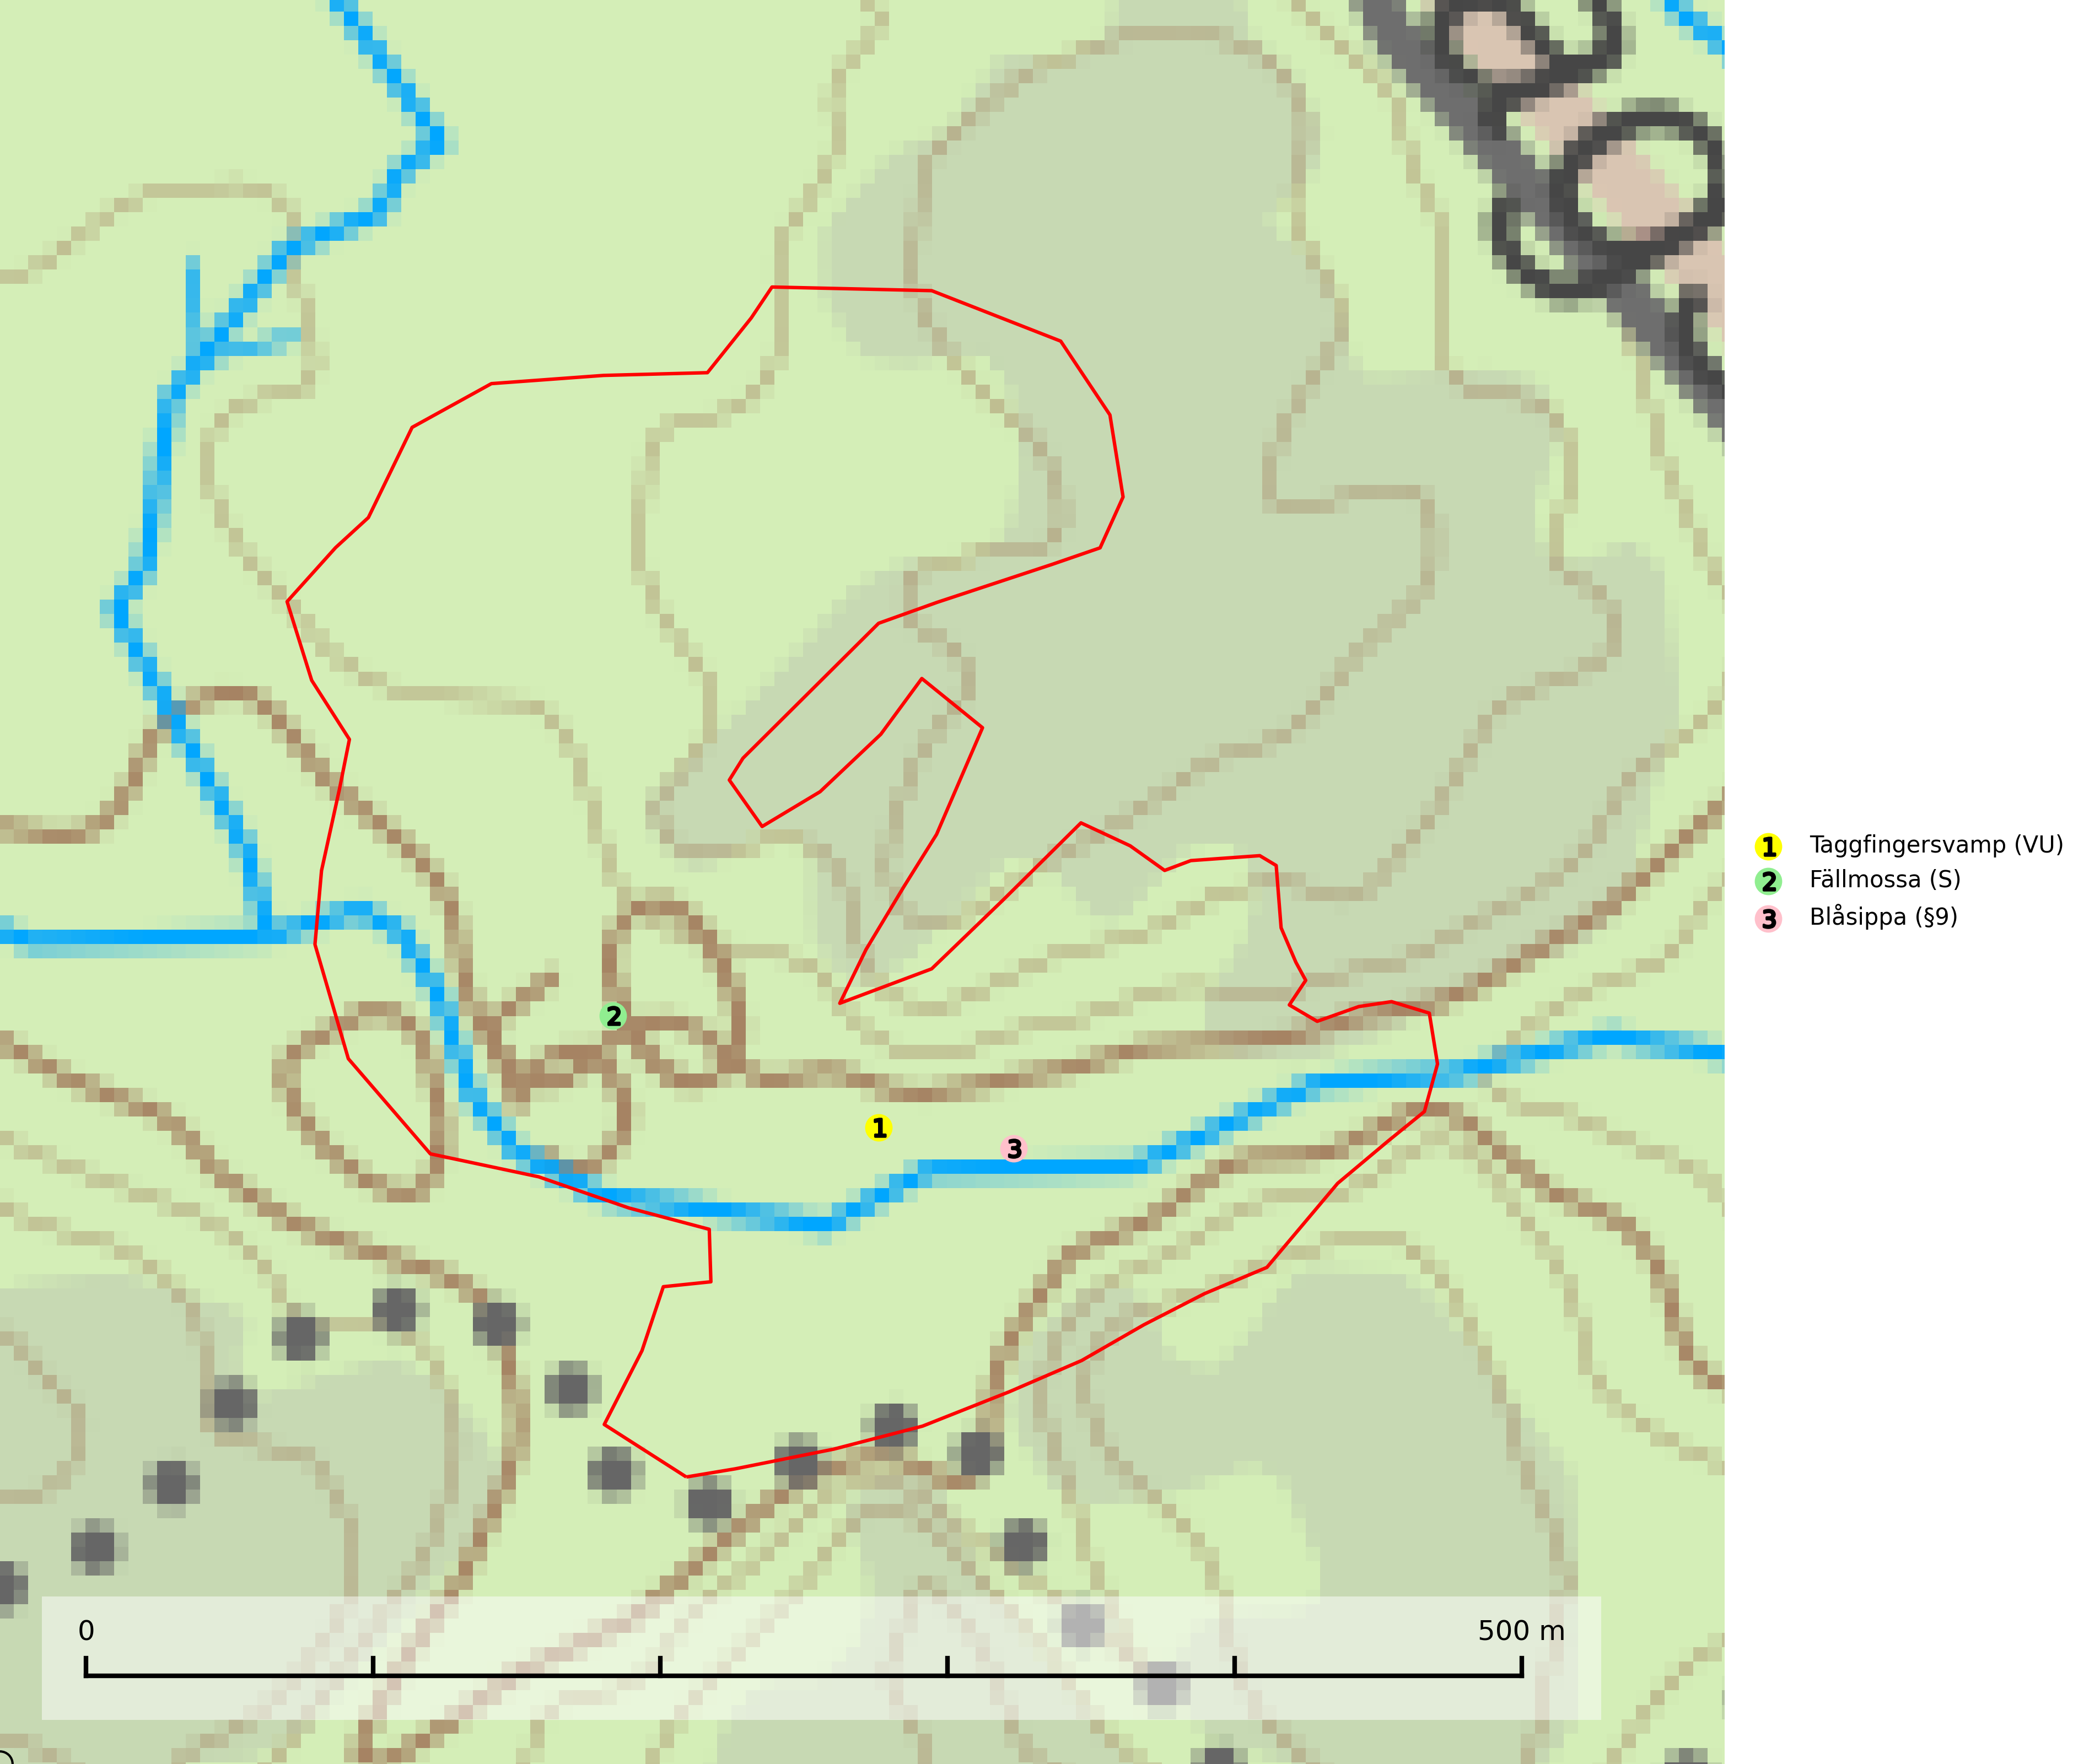 2
1
3
1 Taggfingersvamp (VU)
2 Fällmossa (S)
3 Blåsippa (§9)
0 500 m